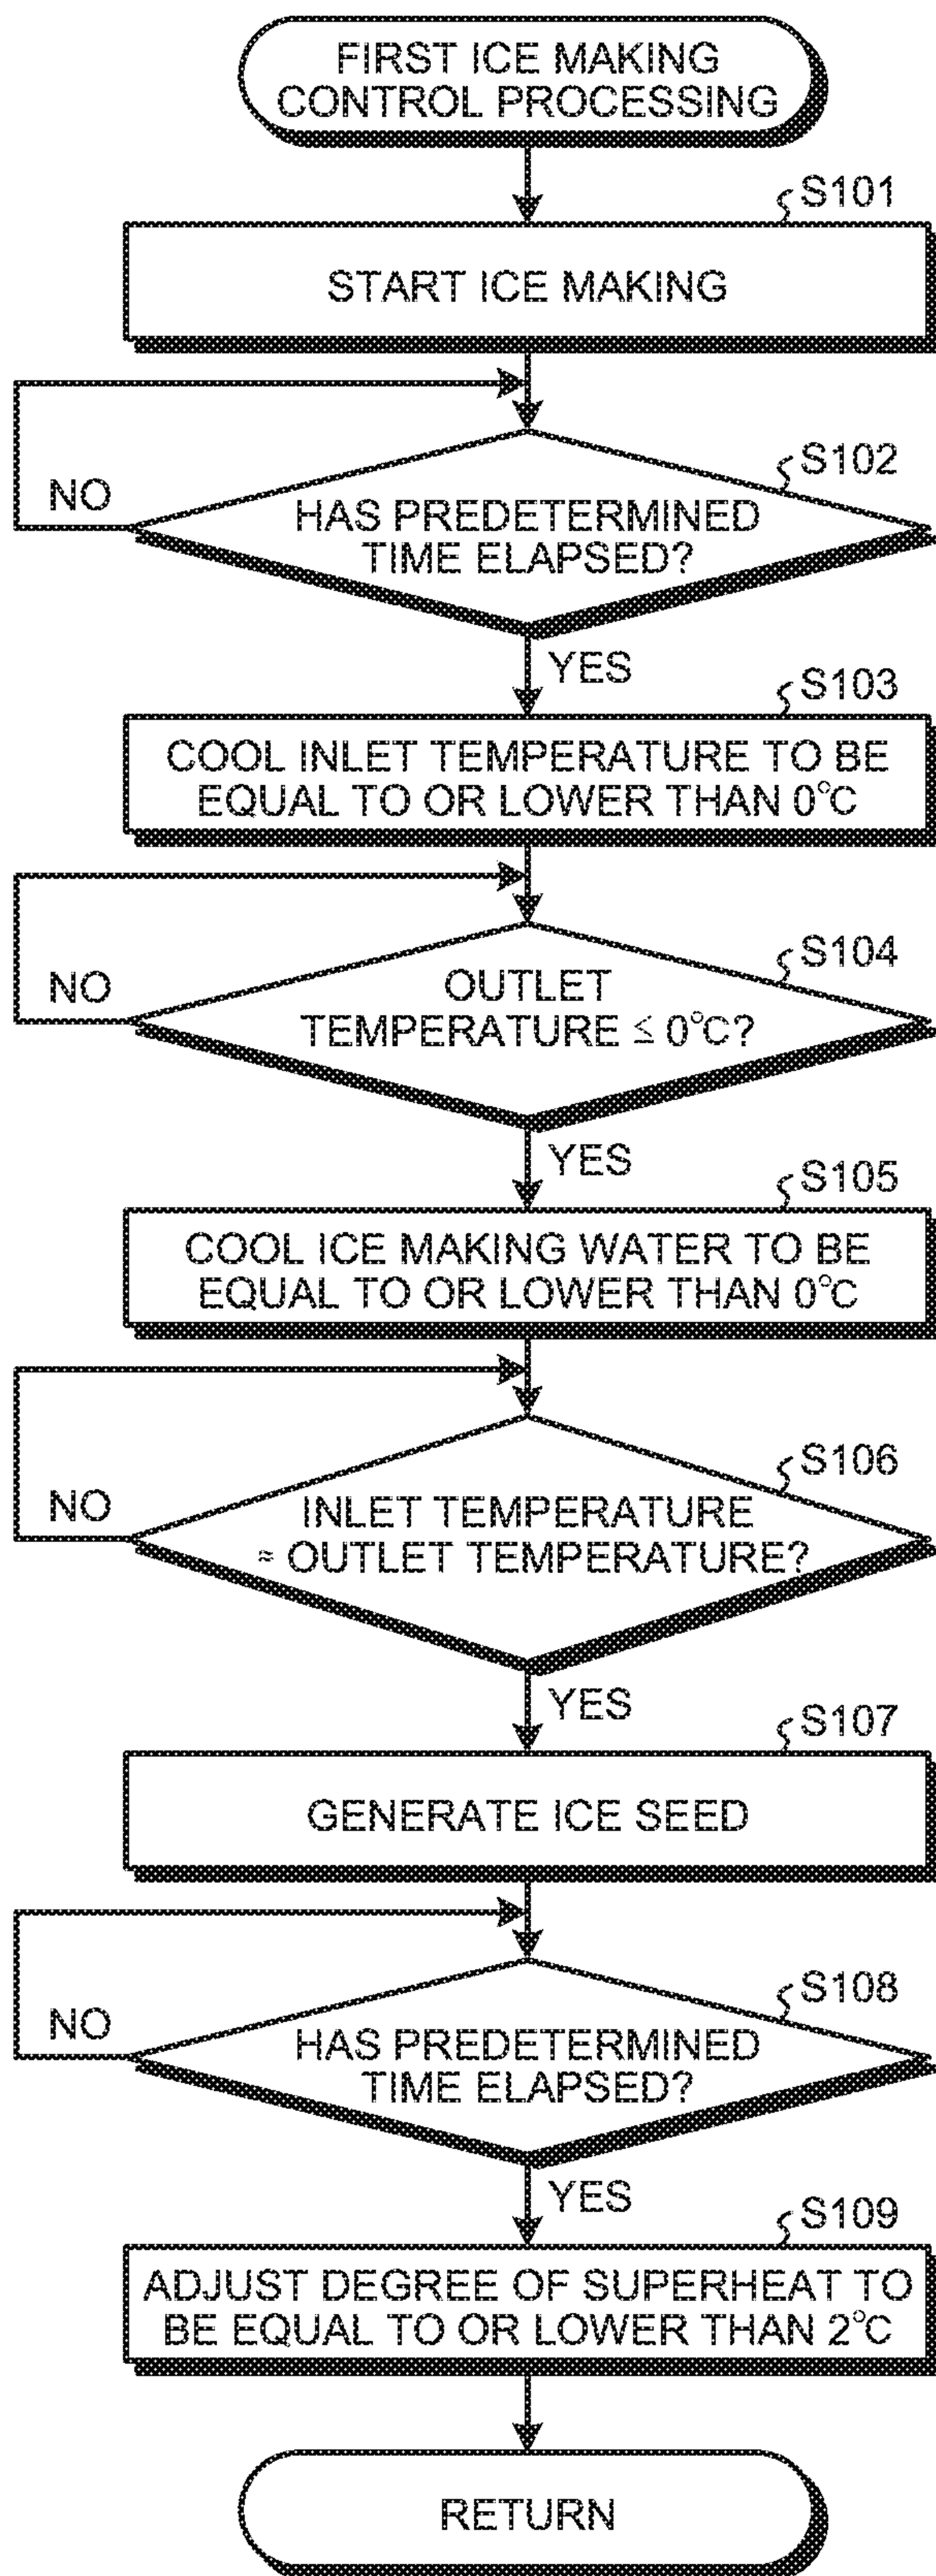 FIRST ICE MAKING
CONTROL PROCESSING
S101
START ICE MAKING
S102
NO
HAS PREDETERMINED
TIME ELAPSED?
YES
S103
COOL INLET TEMPERATURE TO BE
EQUAL TO OR LOWER THAN 0°C
S104
NO
OUTLET
TEMPERATURE ≤ 0°C?
YES
S105
COOL ICE MAKING WATER TO BE
EQUAL TO OR LOWER THAN 0°C
S106
NO
INLET TEMPERATURE
≈ OUTLET TEMPERATURE?
YES
S107
GENERATE ICE SEED
S108
NO
HAS PREDETERMINED
TIME ELAPSED?
YES
S109
ADJUST DEGREE OF SUPERHEAT TO
BE EQUAL TO OR LOWER THAN 2°C
RETURN